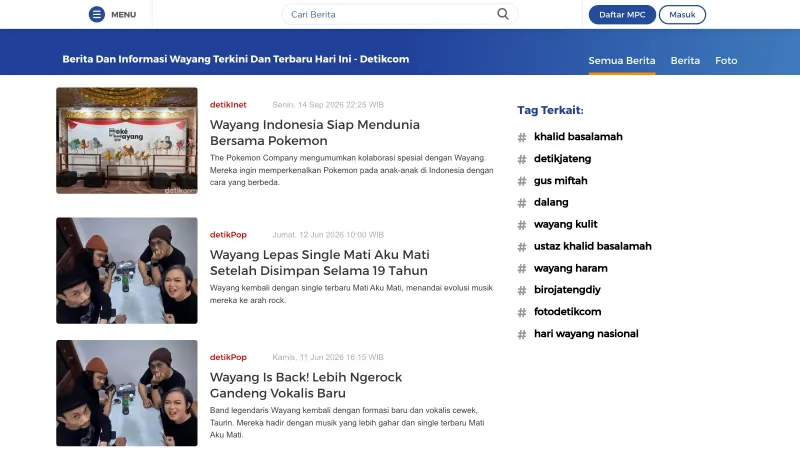 MENU
Cari Berita
Daftar MPC
Masuk
Berita Dan Informasi Wayang Terkini Dan Terbaru Hari Ini - Detikcom
Semua Berita
Berita
Foto
detikInet
Senin, 14 Sep 2026 22:25 WIB
Wayang Indonesia Siap Mendunia
Bersama Pokemon
The Pokemon Company mengumumkan kolaborasi spesial dengan Wayang.
Mereka ingin memperkenalkan Pokemon pada anak-anak di Indonesia dengan
cara yang berbeda.
detikcom
detikPop
Jumat, 12 Jun 2026 10:00 WIB
Wayang Lepas Single Mati Aku Mati
Setelah Disimpan Selama 19 Tahun
Wayang kembali dengan single terbaru Mati Aku Mati, menandai evolusi musik
mereka ke arah rock.
detikPop
Kamis, 11 Jun 2026 16:15 WIB
Wayang Is Back! Lebih Ngerock
Gandeng Vokalis Baru
Band legendaris Wayang kembali dengan formasi baru dan vokalis cewek,
Taurin. Mereka hadir dengan musik yang lebih gahar dan single terbaru Mati
Aku Mati.
Tag Terkait:
# khalid basalamah
# detikjateng
# gus miftah
# dalang
# wayang kulit
# ustaz khalid basalamah
# wayang haram
# birojatengdiy
# fotodetikcom
# hari wayang nasional